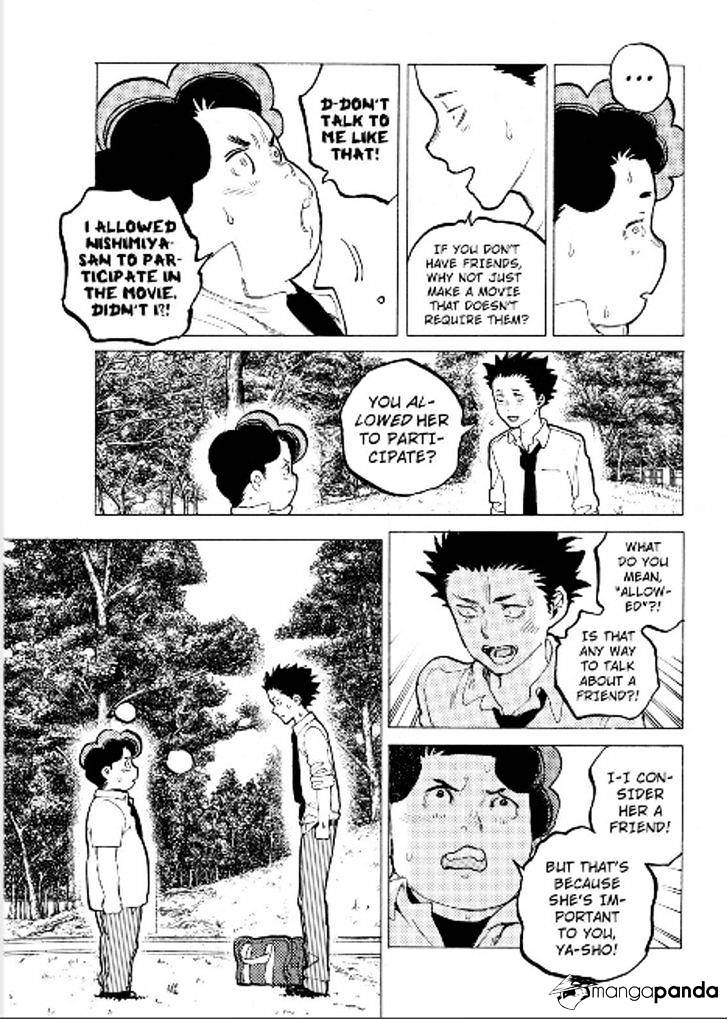 ...
IF YOU DON'T
HAVE FRIENDS,
WHY NOT JUST
MAKE A MOVIE
THAT DOESN'T
REQUIRE THEM?
D-DON'T
TALK TO
ME LIKE
THAT!
I ALLOWED
NISHIMIYA-
SAN TO PAR-
TICIPATE IN
THE MOVIE.
DIDN'T I?!
YOU AL-
LOWED HER
TO PARTI-
CIPATE?
WHAT
DO YOU
MEAN,
"ALLOW-
ED"?!
IS THAT
ANY WAY
TO TALK
ABOUT A
FRIEND?!
I-I CON-
SIDER
HER A
FRIEND!
BUT THAT'S
BECAUSE
SHE'S IM-
PORTANT
TO YOU,
YA-SHO!
mangapanda